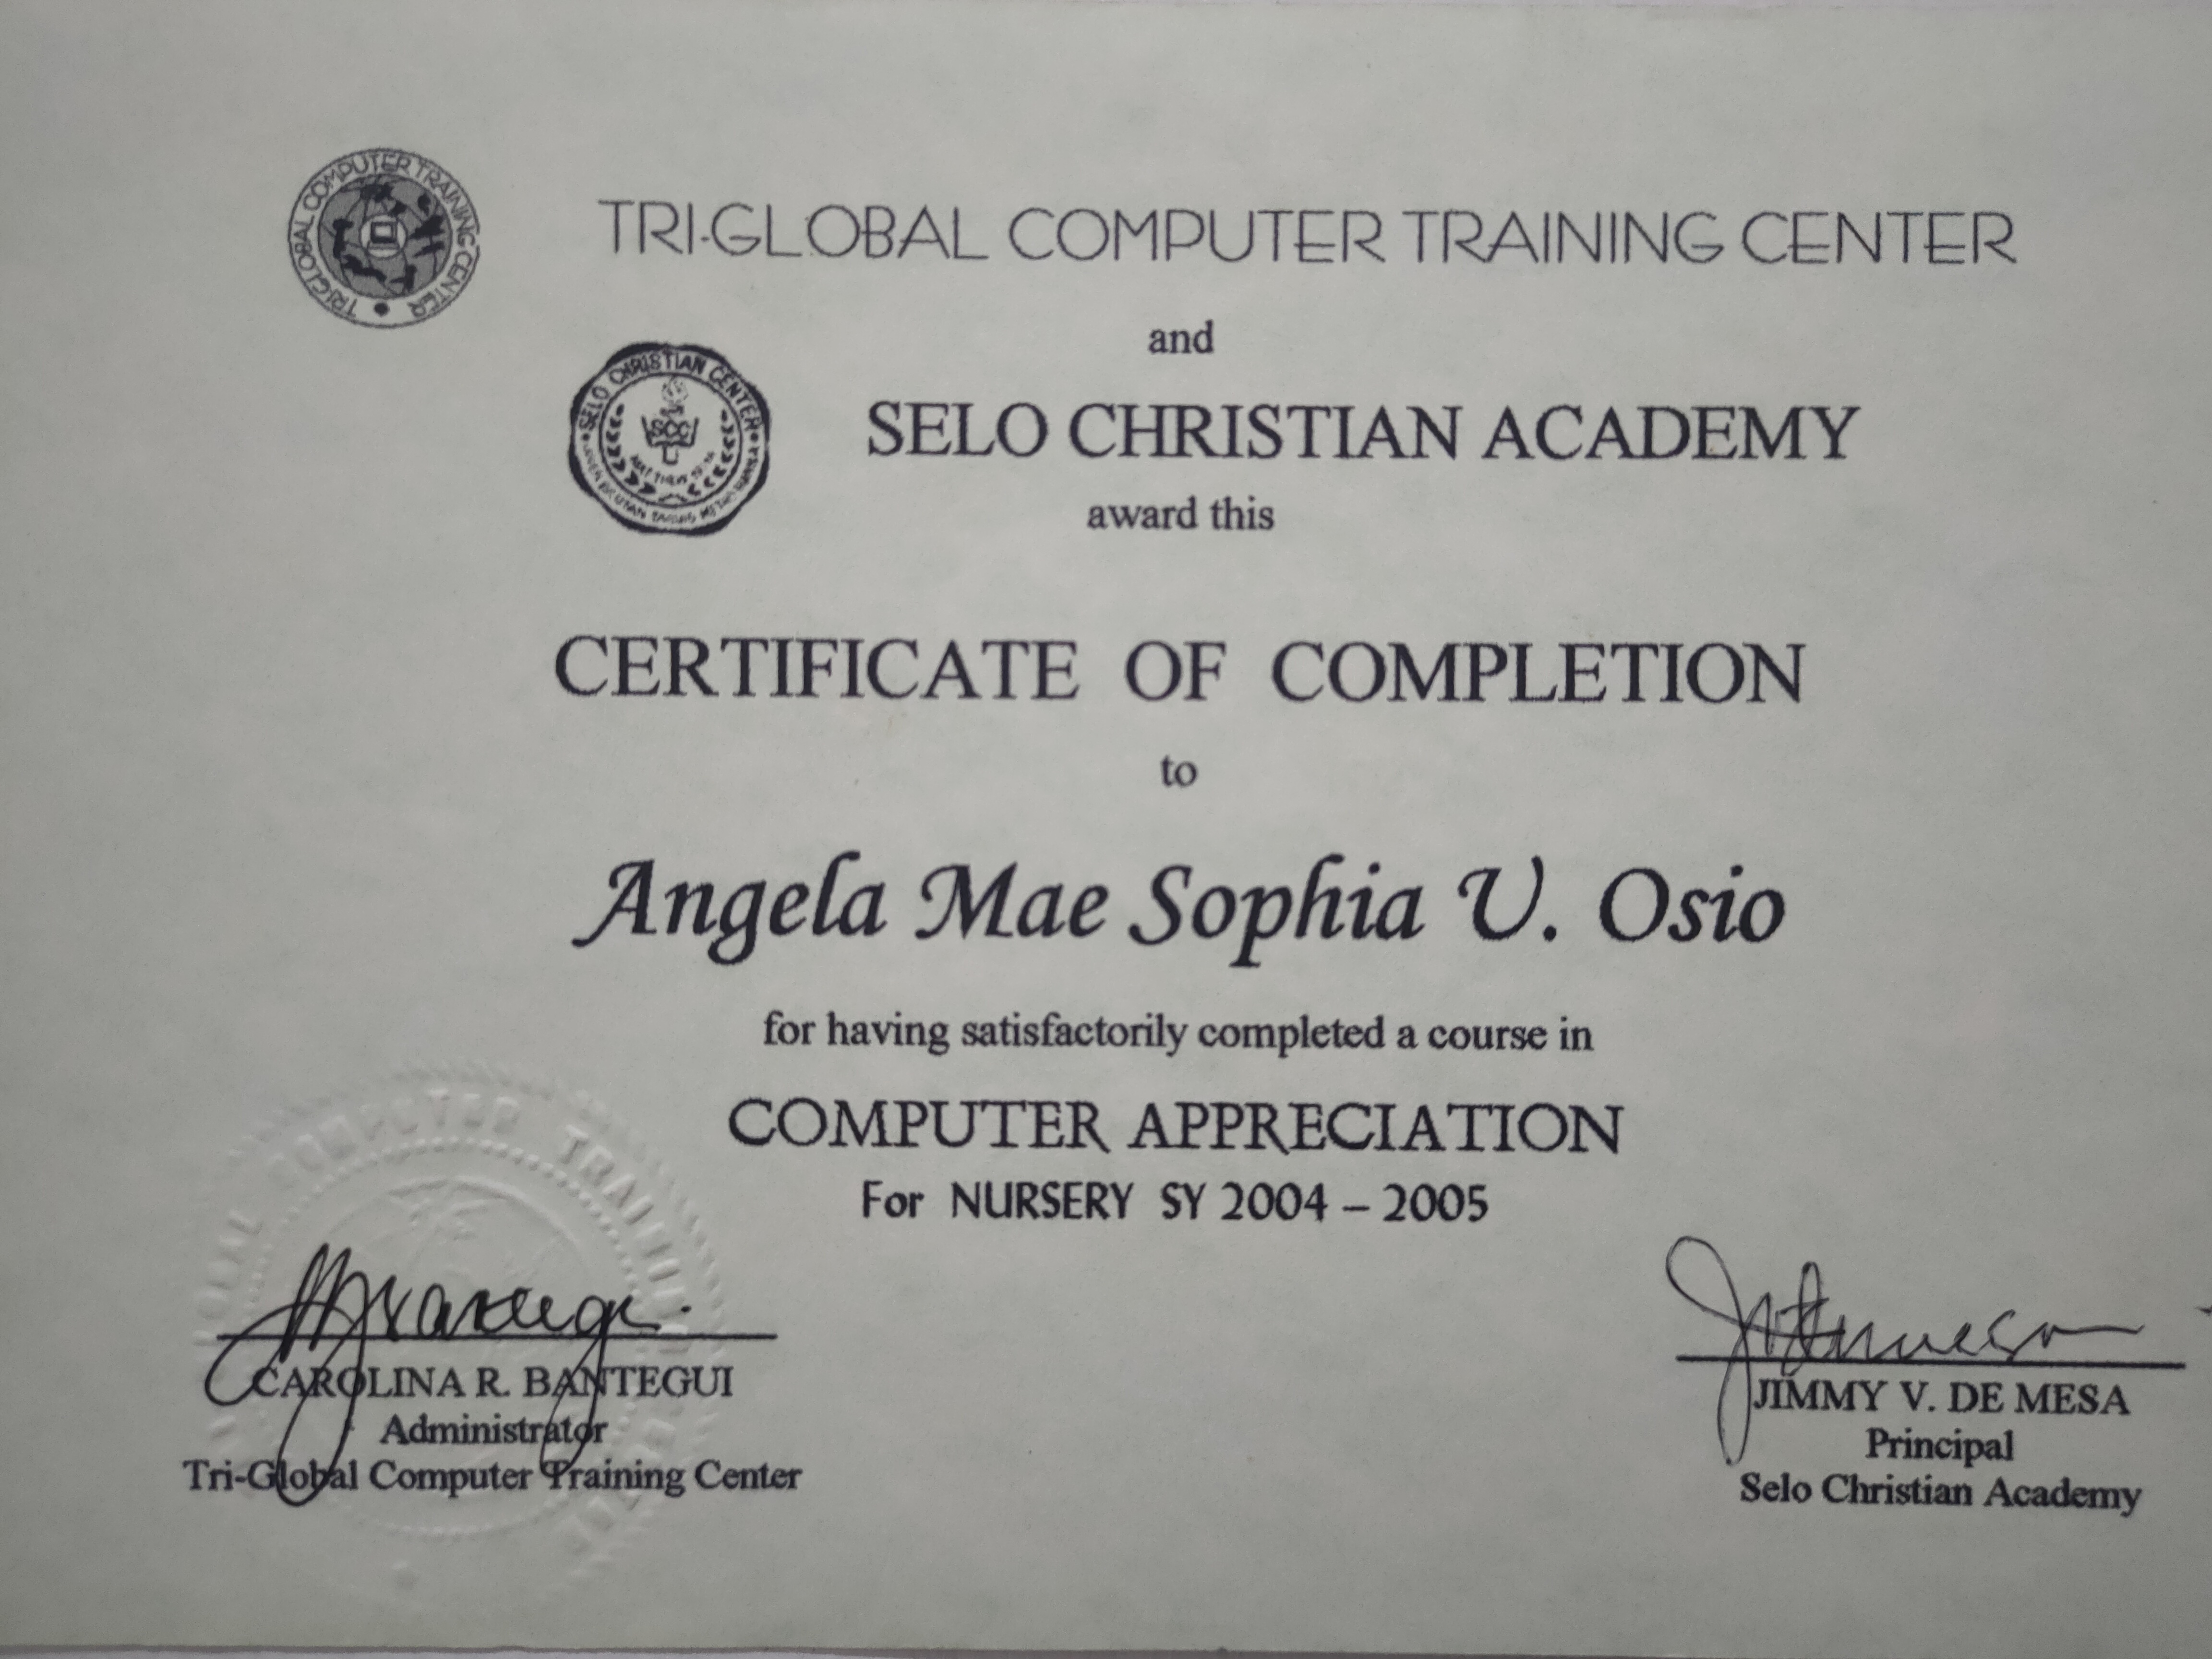 TRI-GLOBAL COMPUTER TRAINING CENTER
TRI-GLOBAL COMPUTER TRAINING CENTER
and
SELO CHRISTIAN CENTER
SCC
SELO CHRISTIAN ACADEMY
award this
CERTIFICATE OF COMPLETION
to
Angela Mae Sophia V. Osio
for having satisfactorily completed a course in
COMPUTER APPRECIATION
For NURSERY SY 2004 – 2005
COMPUTER TRAINING
CAROLINA R. BANTEGUI
Administrator
Tri-Global Computer Training Center
JIMMY V. DE MESA
Principal
Selo Christian Academy